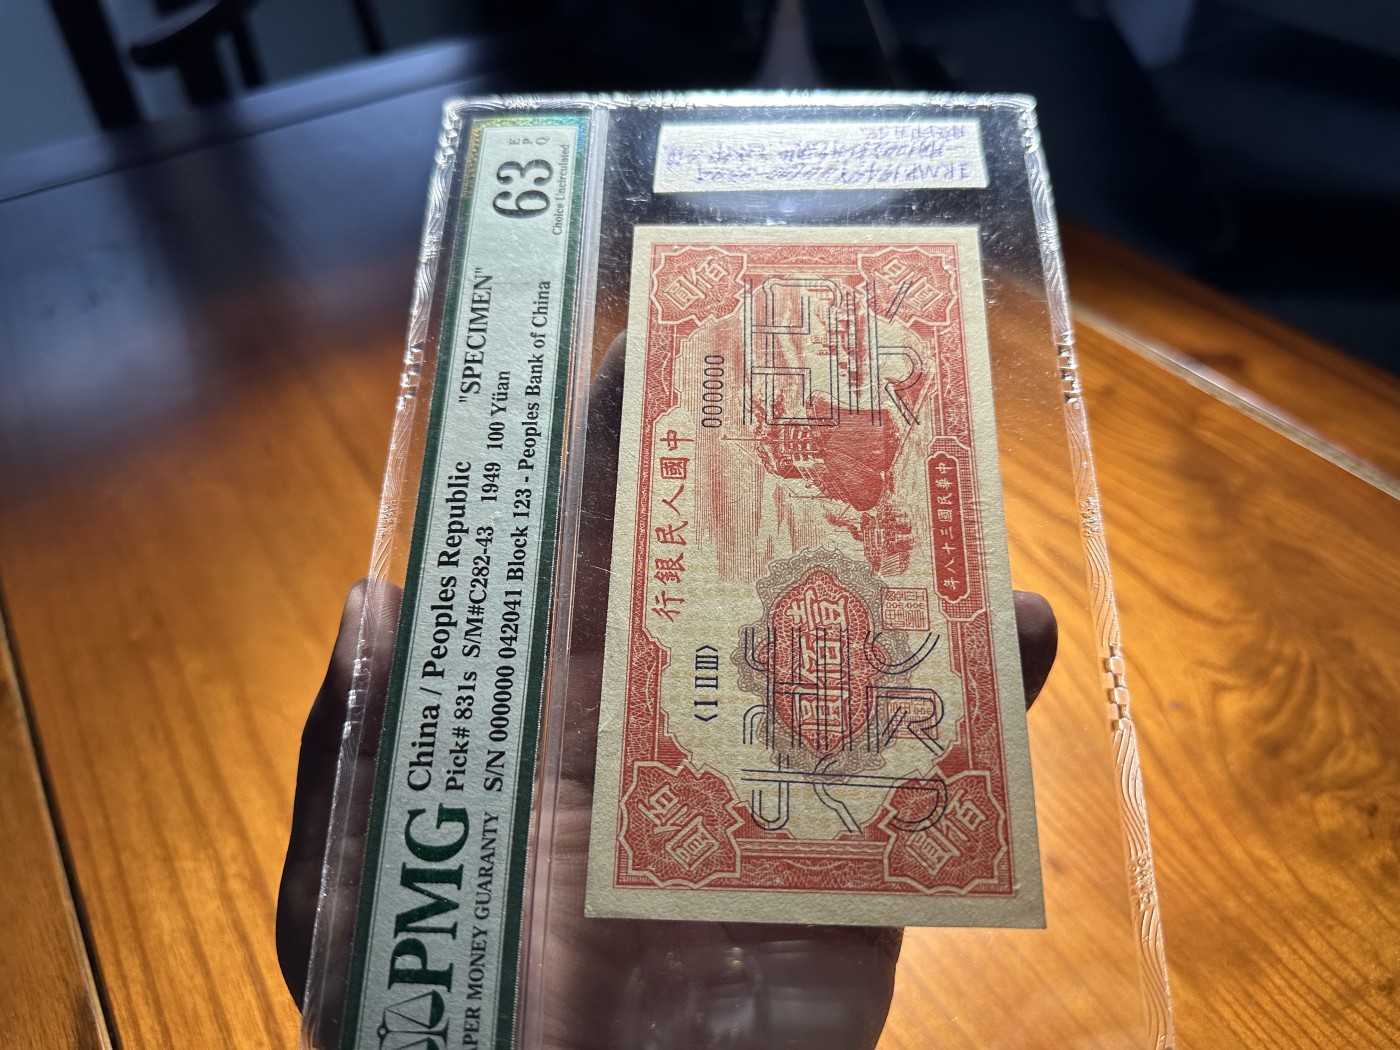 PMG
PAPER MONEY GUARANTY
China / Peoples Republic "SPECIMEN"
Pick# 831s S/M#C282-43 1949 100 Yüan
S/N 000000 042041 Block 123 - Peoples Bank of China
63
EPQ
Choice Uncirculated
佰圓
佰圓
中國人民銀行
〈I II III〉
000000
壹佰圓
票樣
中華民國三十八年
佰圓
佰圓